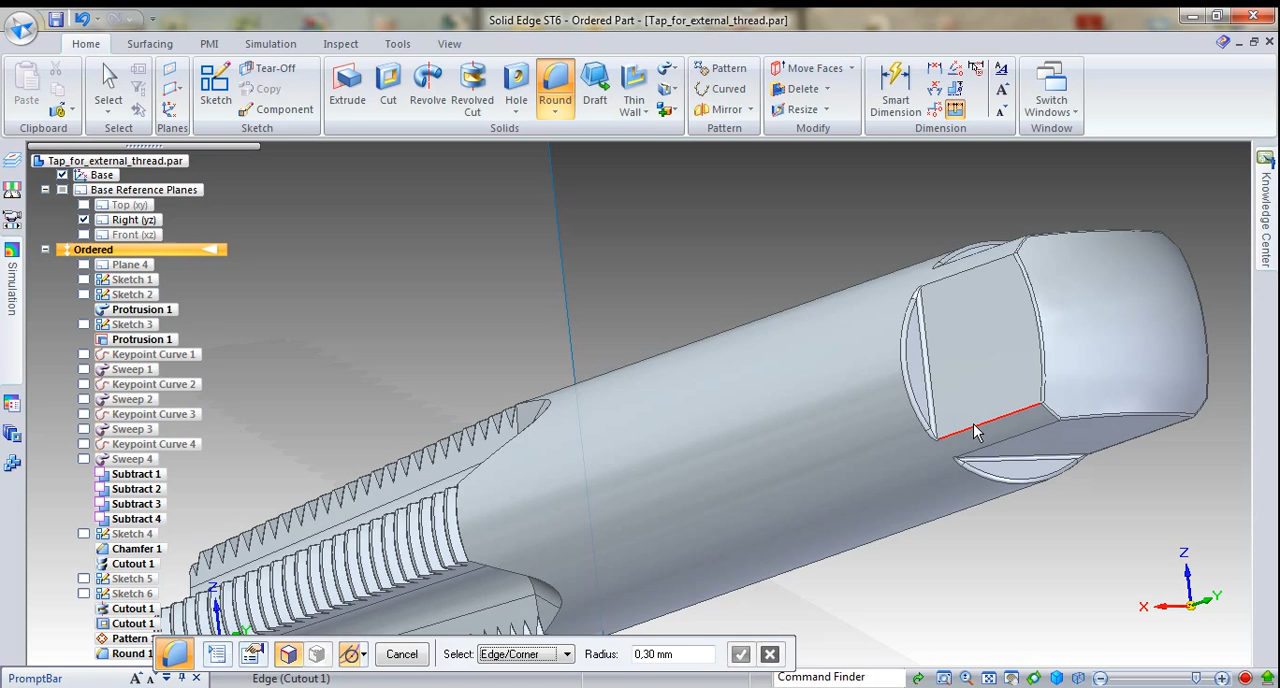 Solid Edge ST6 - Ordered Part - [Tap_for_external_thread.par]
Home Surfacing PMI Simulation Inspect Tools View
Paste
Clipboard
Select
Select
Planes
Sketch
Tear-Off
Copy
Component
Sketch
Extrude
Cut
Revolve
Revolved Cut
Hole
Round
Draft
Thin Wall
Solids
Pattern
Curved
Mirror
Pattern
Move Faces
Delete
Resize
Modify
Smart Dimension
Dimension
Switch Windows
Window
Tap_for_external_thread.par
Base
Base Reference Planes
Top (xy)
Right (yz)
Front (xz)
Ordered
Plane 4
Sketch 1
Sketch 2
Protrusion 1
Sketch 3
Protrusion 1
Keypoint Curve 1
Sweep 1
Keypoint Curve 2
Sweep 2
Keypoint Curve 3
Sweep 3
Keypoint Curve 4
Sweep 4
Subtract 1
Subtract 2
Subtract 3
Subtract 4
Sketch 4
Chamfer 1
Cutout 1
Sketch 5
Sketch 6
Cutout 1
Cutout 1
Pattern
Round 1
Simulation
Knowledge Center
Z
Z
X
Y
Cancel
Select: Edge/Corner
Radius: 0,30 mm
PromptBar
Edge (Cutout 1)
Command Finder